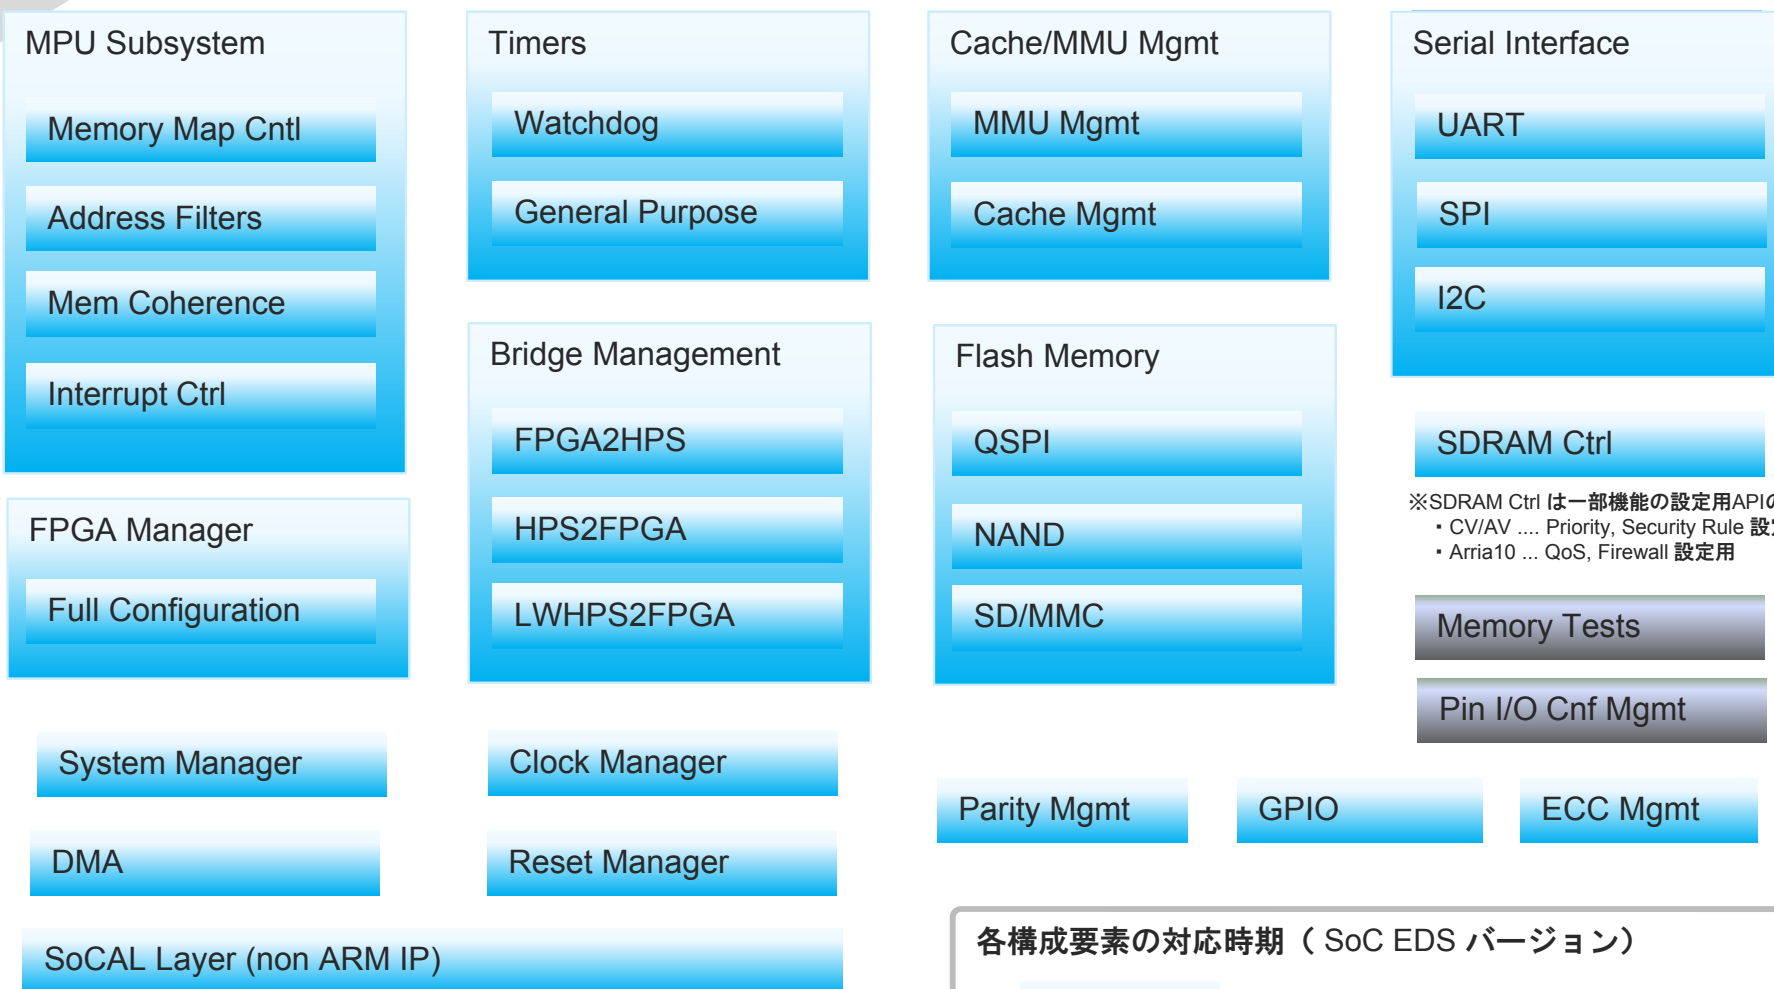 MPU Subsystem
Memory Map Cntl
Address Filters
Mem Coherence
Interrupt Ctrl
FPGA Manager
Full Configuration
System Manager
DMA
SoCAL Layer (non ARM IP)
Timers
Watchdog
General Purpose
Bridge Management
FPGA2HPS
HPS2FPGA
LWHPS2FPGA
Clock Manager
Reset Manager
Cache/MMU Mgmt
MMU Mgmt
Cache Mgmt
Flash Memory
QSPI
NAND
SD/MMC
Serial Interface
UART
SPI
I2C
SDRAM Ctrl
※SDRAM Ctrl は一部機能の設定用API
・CV/AV .... Priority, Security Rule 設
・Arria10 ... QoS, Firewall 設定用
Memory Tests
Pin I/O Cnf Mgmt
Parity Mgmt
GPIO
ECC Mgmt
各構成要素の対応時期（ SoC EDS バージョン）